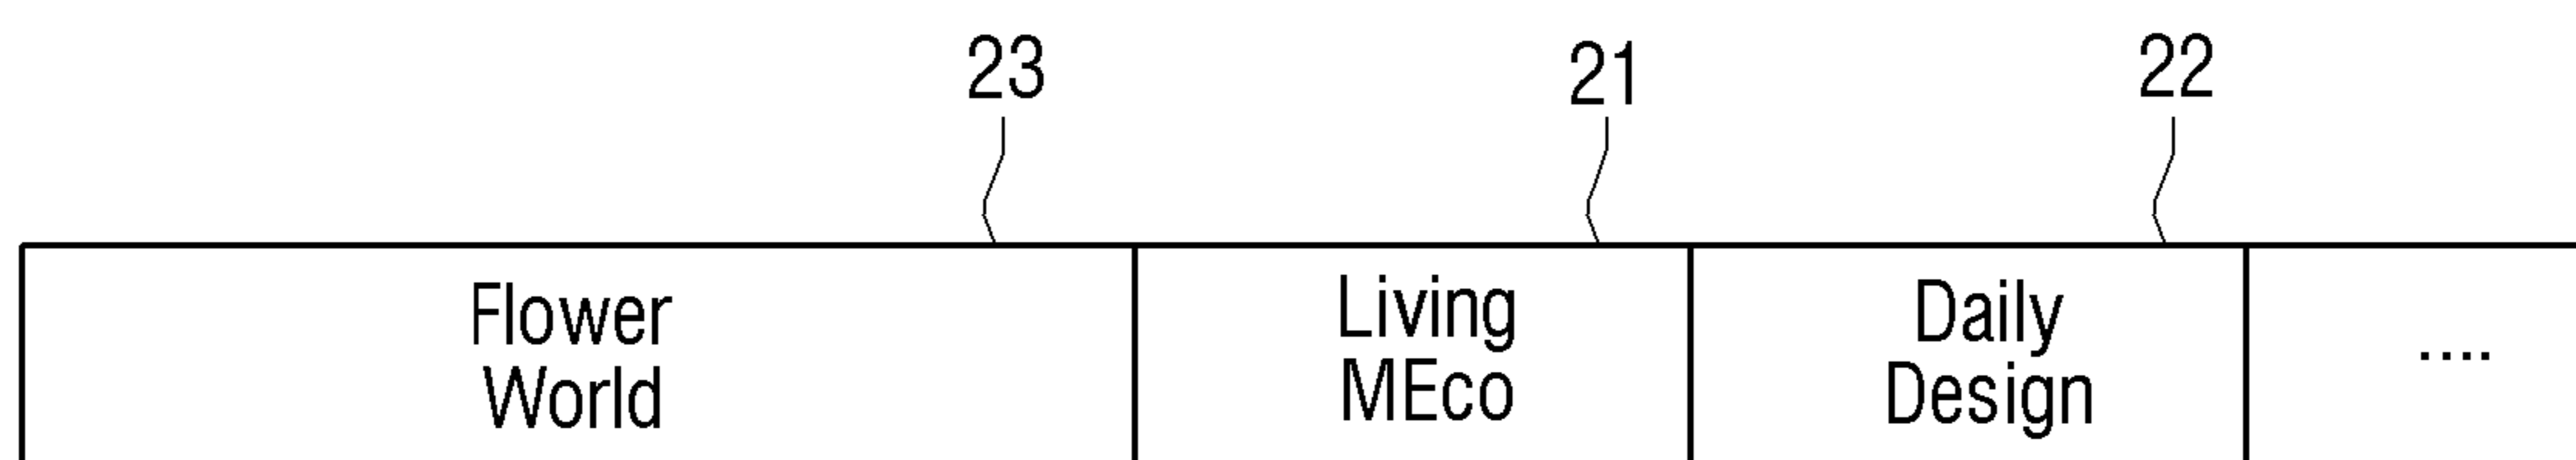 23 21 22
Flower
World
Living
MEco
Daily
Design
....